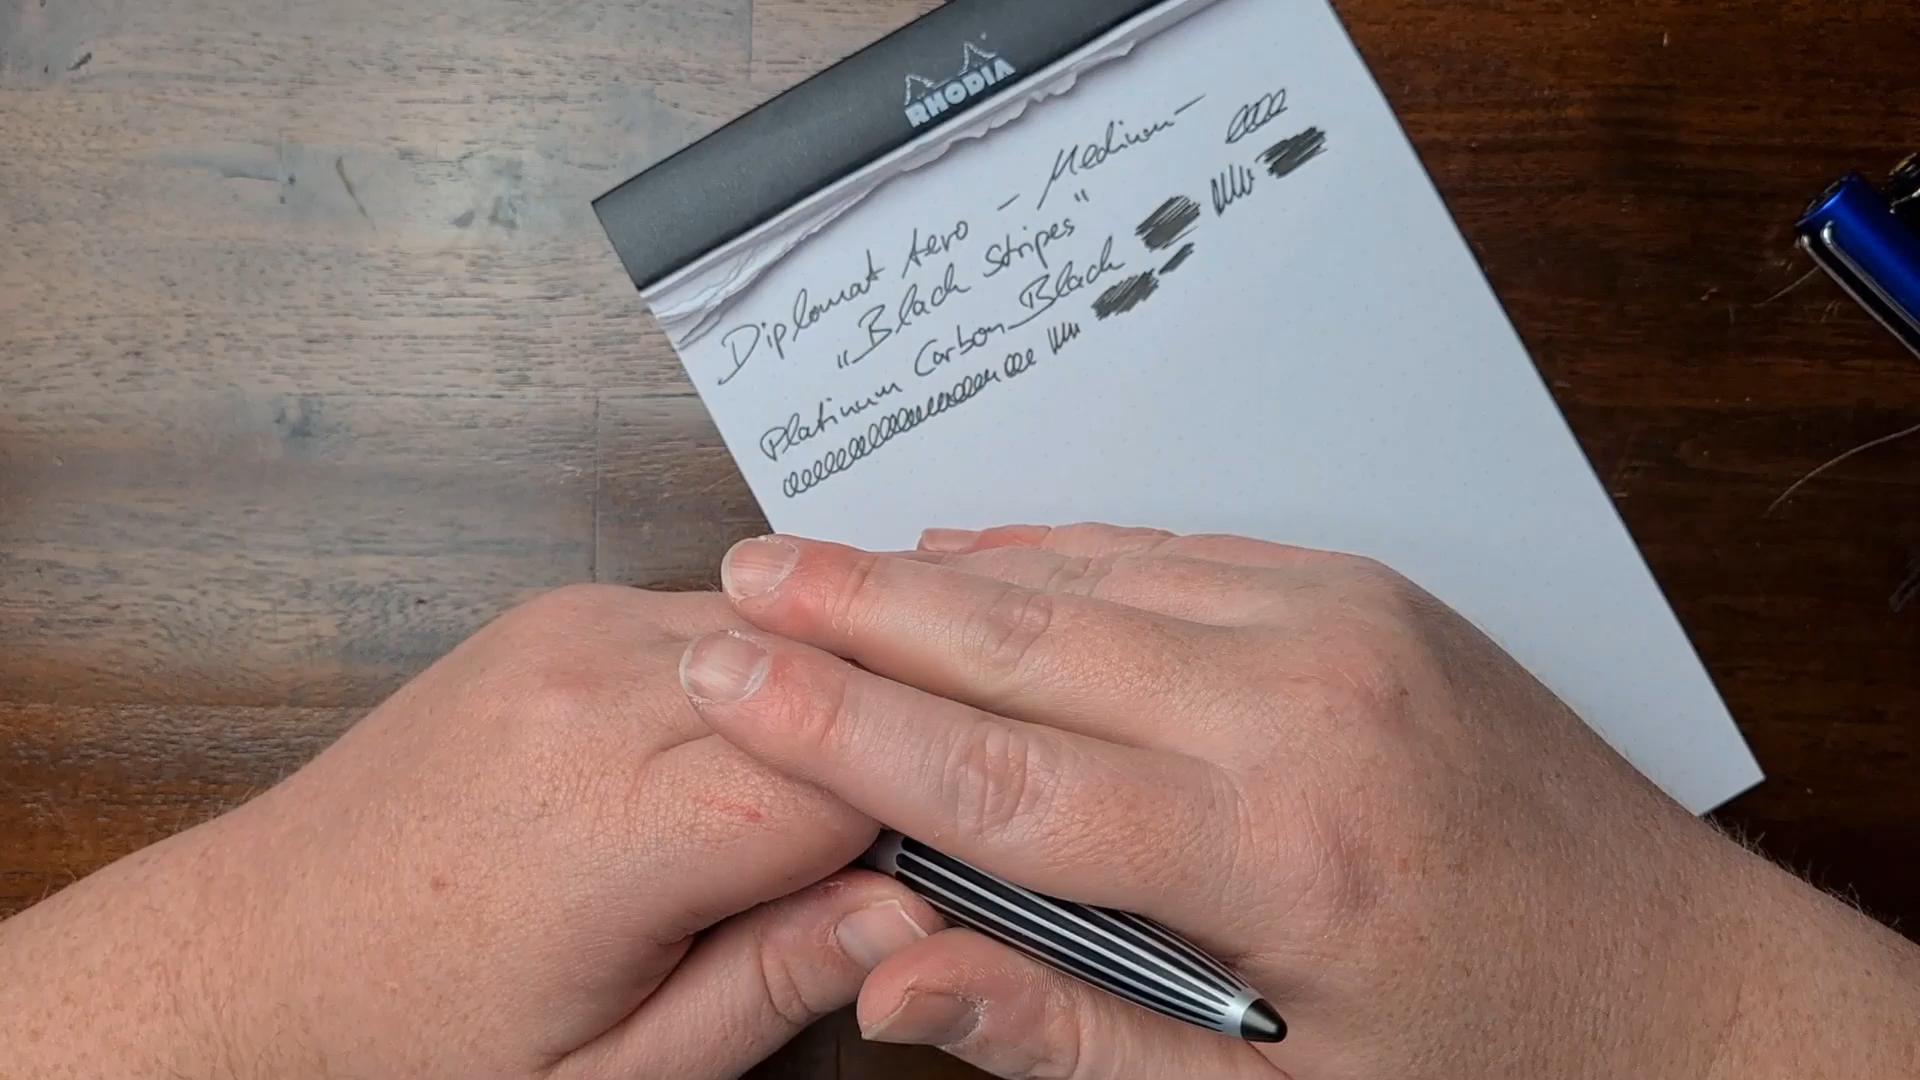 RHODIA
Diplomat Aero - Medium -
"Black Stripes"
Platinum Carbon Black